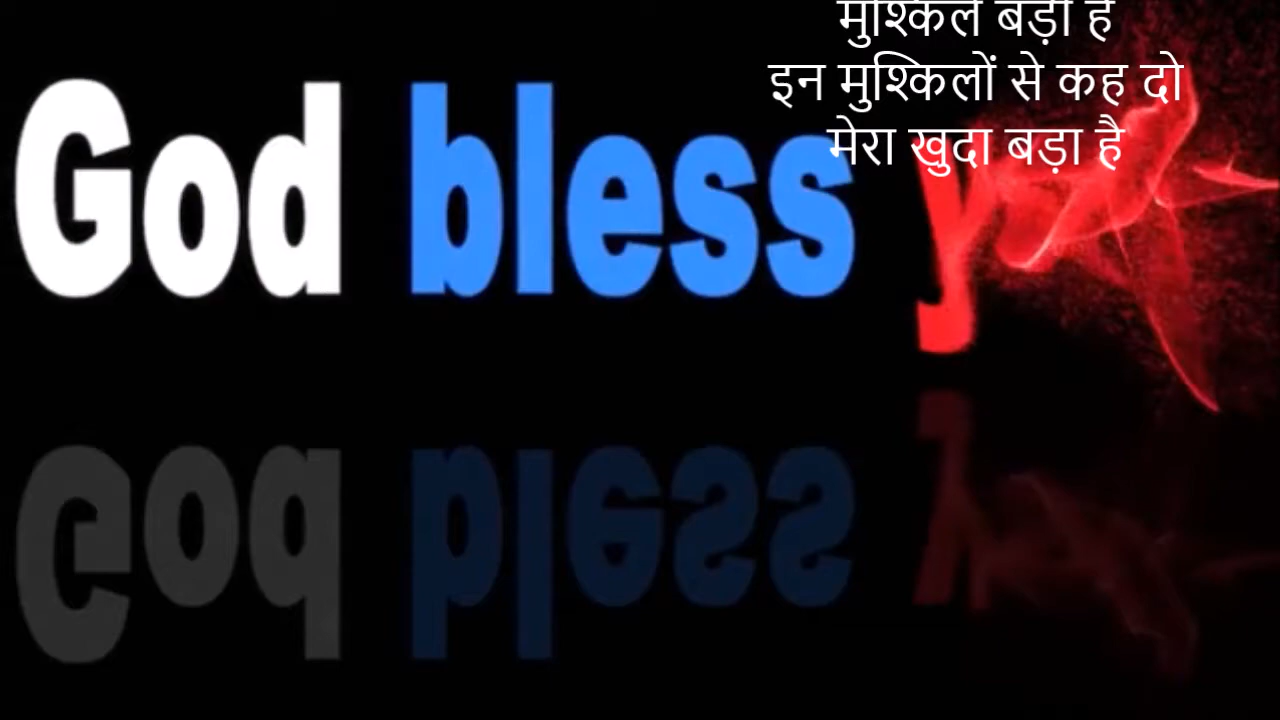 मुश्किलें बड़ी है
इन मुश्किलों से कह दो
मेरा खुदा बड़ा है
God bless y